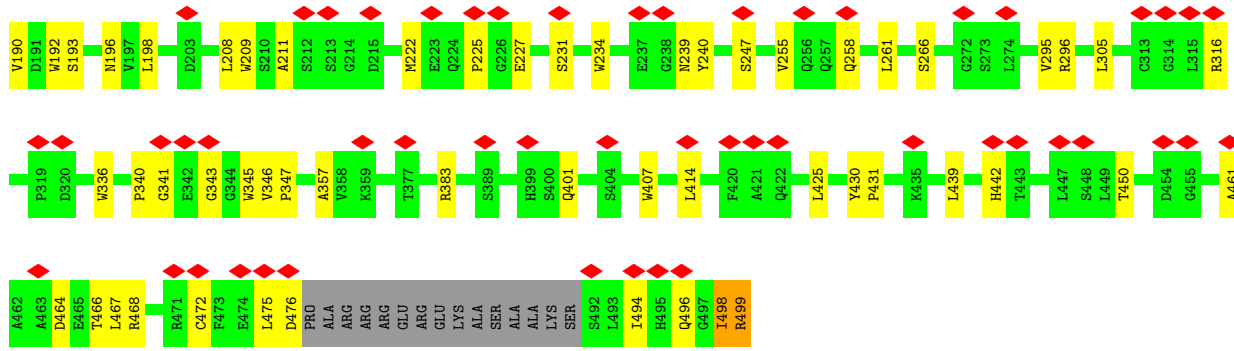 V190 D191 W192 S193 N196 V197 L198 D203 L208 W209 S210 A211 S212 S213 G214 D215 M222 E223 Q224 P225 G226 E227 S231 W234 E237 G238 N239 Y240 S247 V255 Q256 Q257 Q258 L261 S266 G272 S273 L274 V295 R296 L305 C313 G314 L315 R316
P319 D320 W336 P340 G341 E342 G343 G344 W345 V346 P347 A357 V358 K359 T377 R383 S389 H399 S400 Q401 S404 W407 L414 F420 A421 Q422 L425 Y430 P431 K435 L439 H442 T443 L447 S448 L449 T450 D454 G455 A461
A462 A463 D464 E465 T466 L467 R468 R471 C472 F473 E474 L475 D476 PRO ALA ARG ARG ARG GLU ARG GLU LYS ALA SER ALA ALA LYS SER S492 L493 I494 H495 Q496 G497 I498 R499